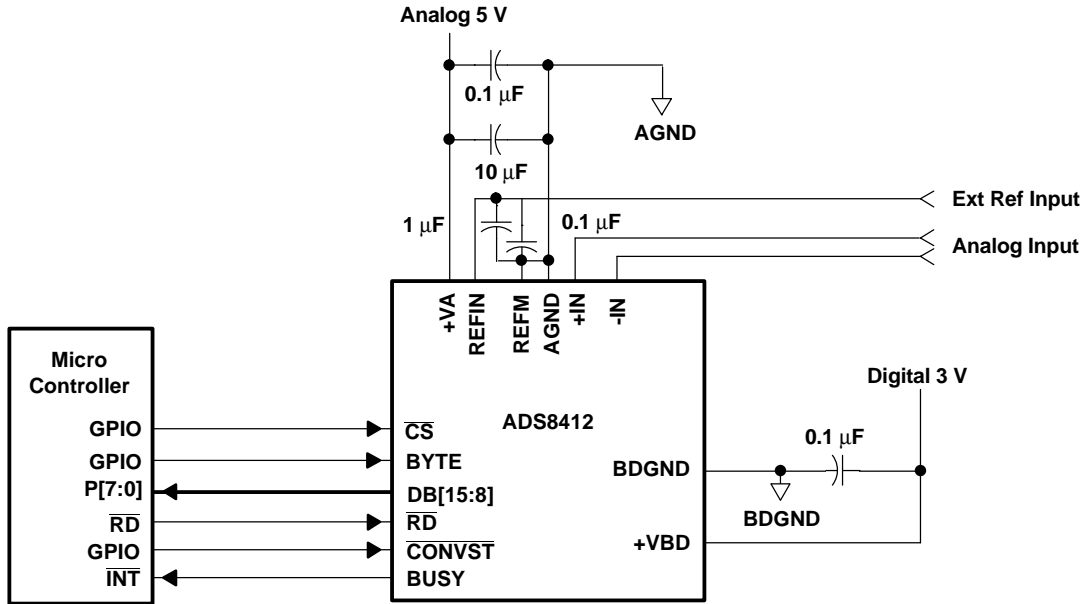 Analog 5 V
0.1 μF
AGND
10 μF
Ext Ref Input
1 μF
0.1 μF
Analog Input
+VA
REFIN
REFM
AGND
+IN
-IN
Micro
Controller
Digital 3 V
GPIO
CS
ADS8412
0.1 μF
GPIO
BYTE
BDGND
P[7:0]
DB[15:8]
BDGND
RD
RD
GPIO
CONVST
+VBD
INT
BUSY